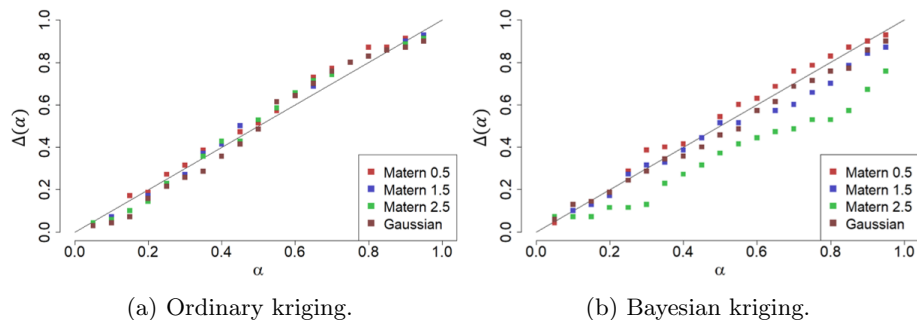 Δ(α)
1.0
0.8
0.6
0.4
0.2
0.0
Matern 0.5
Matern 1.5
Matern 2.5
Gaussian
0.0 0.2 0.4 0.6 0.8 1.0
α
(a) Ordinary kriging.
Δ(α)
1.0
0.8
0.6
0.4
0.2
0.0
Matern 0.5
Matern 1.5
Matern 2.5
Gaussian
0.0 0.2 0.4 0.6 0.8 1.0
α
(b) Bayesian kriging.